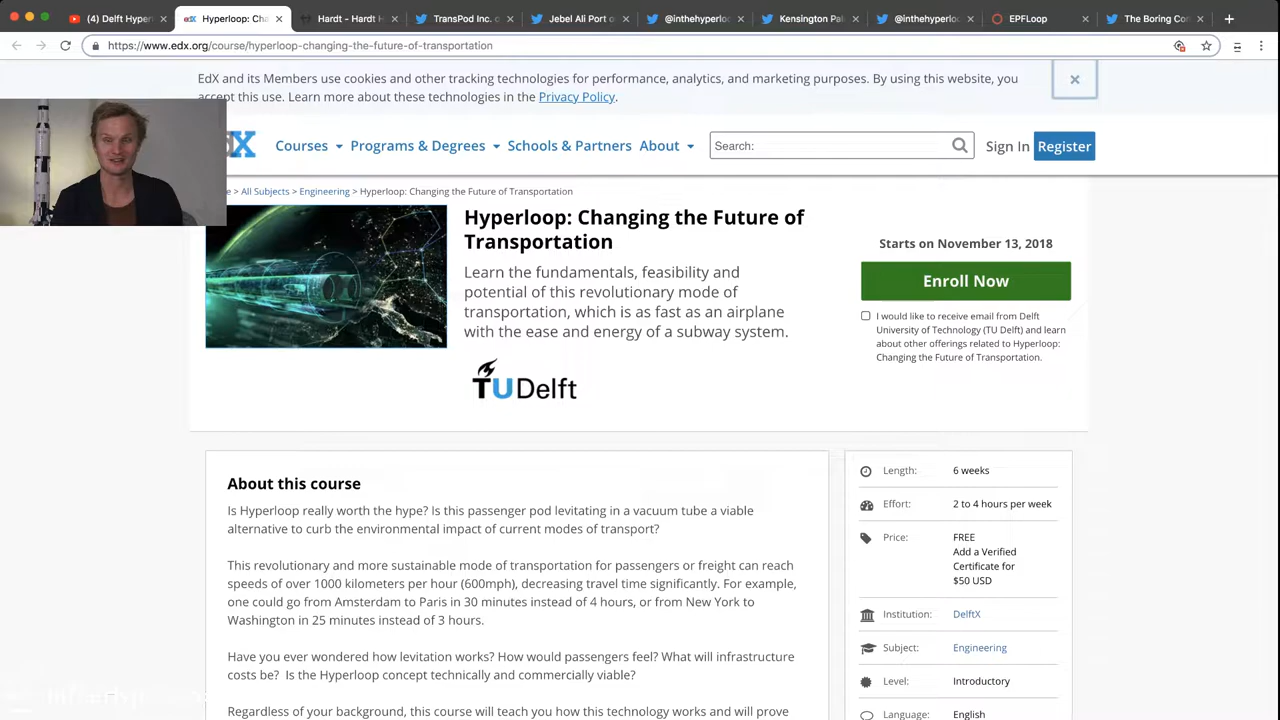 (4) Delft Hyper
Hyperloop: Cha
Hardt - Hardt H
TransPod Inc. o
Jebel Ali Port o
@inthehyperlo
Kensington Pal
@inthehyperlo
EPFLoop
The Boring Co
https://www.edx.org/course/hyperloop-changing-the-future-of-transportation
EdX and its Members use cookies and other tracking technologies for performance, analytics, and marketing purposes. By using this website, you
accept this use. Learn more about these technologies in the Privacy Policy.
dX
Courses
Programs & Degrees
Schools & Partners
About
Search:
Sign In
Register
> All Subjects > Engineering > Hyperloop: Changing the Future of Transportation
Hyperloop: Changing the Future of
Transportation
Learn the fundamentals, feasibility and
potential of this revolutionary mode of
transportation, which is as fast as an airplane
with the ease and energy of a subway system.
TUDelft
Starts on November 13, 2018
Enroll Now
I would like to receive email from Delft
University of Technology (TU Delft) and learn
about other offerings related to Hyperloop:
Changing the Future of Transportation.
About this course
Is Hyperloop really worth the hype? Is this passenger pod levitating in a vacuum tube a viable
alternative to curb the environmental impact of current modes of transport?
This revolutionary and more sustainable mode of transportation for passengers or freight can reach
speeds of over 1000 kilometers per hour (600mph), decreasing travel time significantly. For example,
one could go from Amsterdam to Paris in 30 minutes instead of 4 hours, or from New York to
Washington in 25 minutes instead of 3 hours.
Have you ever wondered how levitation works? How would passengers feel? What will infrastructure
costs be? Is the Hyperloop concept technically and commercially viable?
Regardless of your background, this course will teach you how this technology works and will prove
Length: 6 weeks
Effort: 2 to 4 hours per week
Price: FREE
Add a Verified
Certificate for
$50 USD
Institution: DelftX
Subject: Engineering
Level: Introductory
Language: English